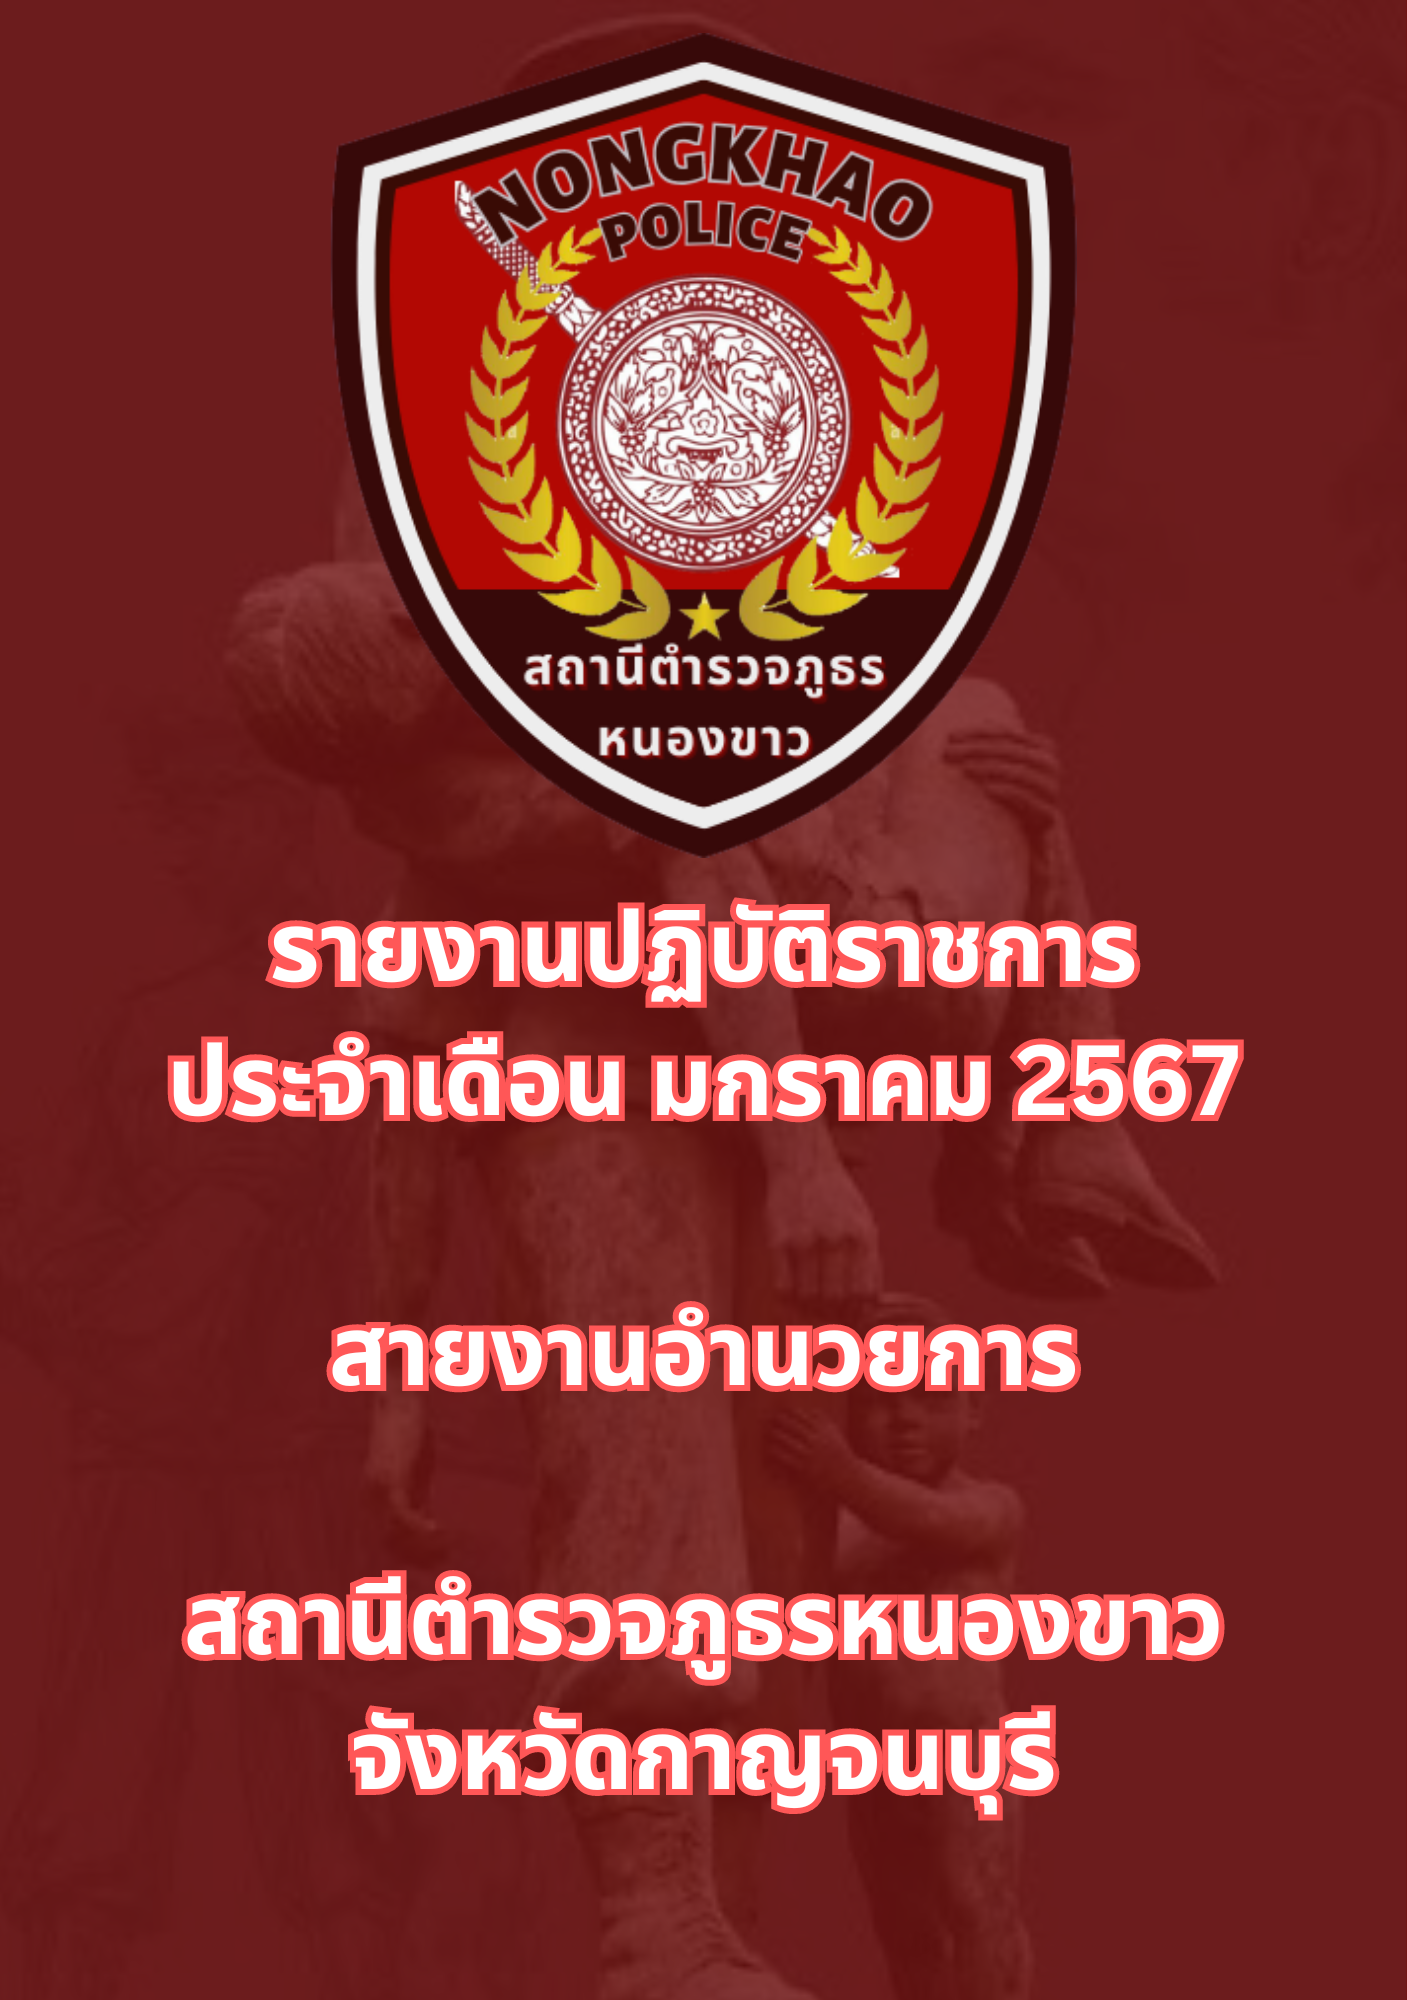 NONGKHAO
POLICE
สถานีตำรวจภูธร
หนองขาว
รายงานปฏิบัติราชการ
ประจำเดือน มกราคม 2567
สายงานอำนวยการ
สถานีตำรวจภูธรหนองขาว
จังหวัดกาญจนบุรี